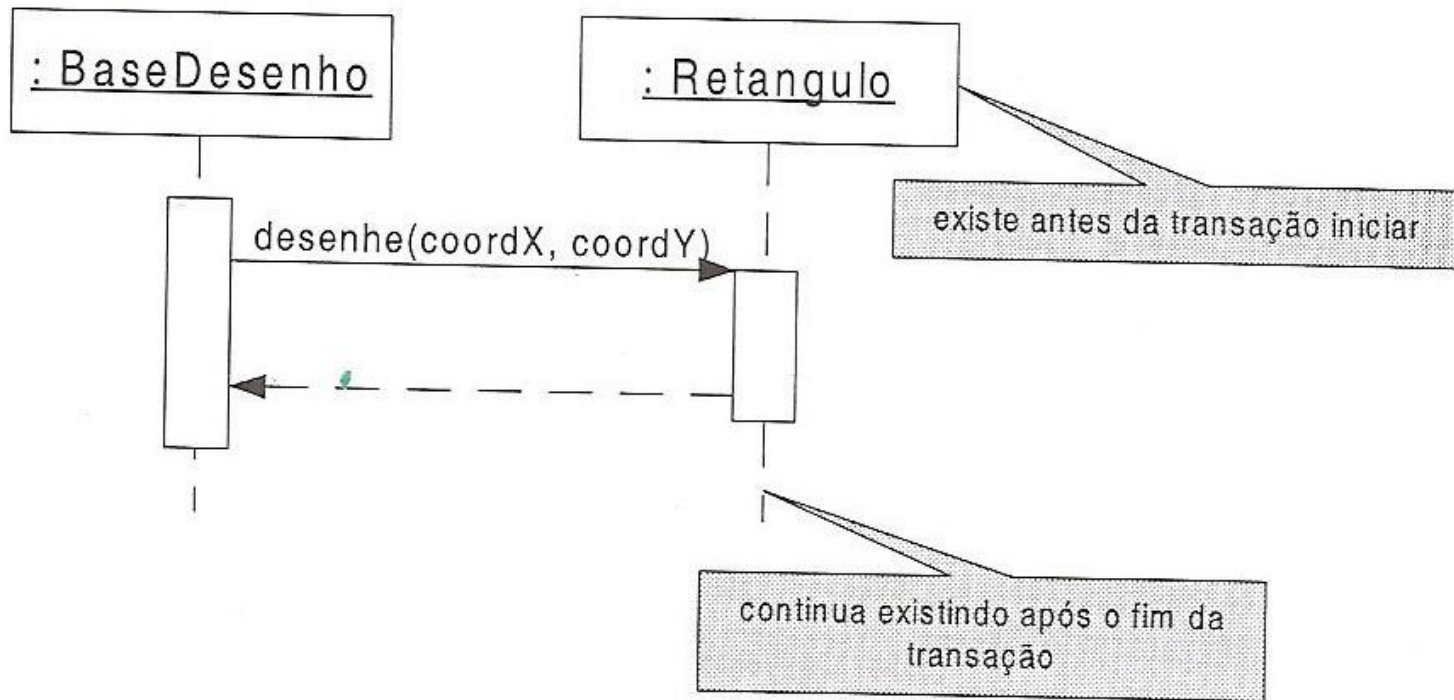 : BaseDesenho
: Retangulo
existe antes da transação iniciar
desenhe(coordX, coordY)
continua existindo após o fim da
transação